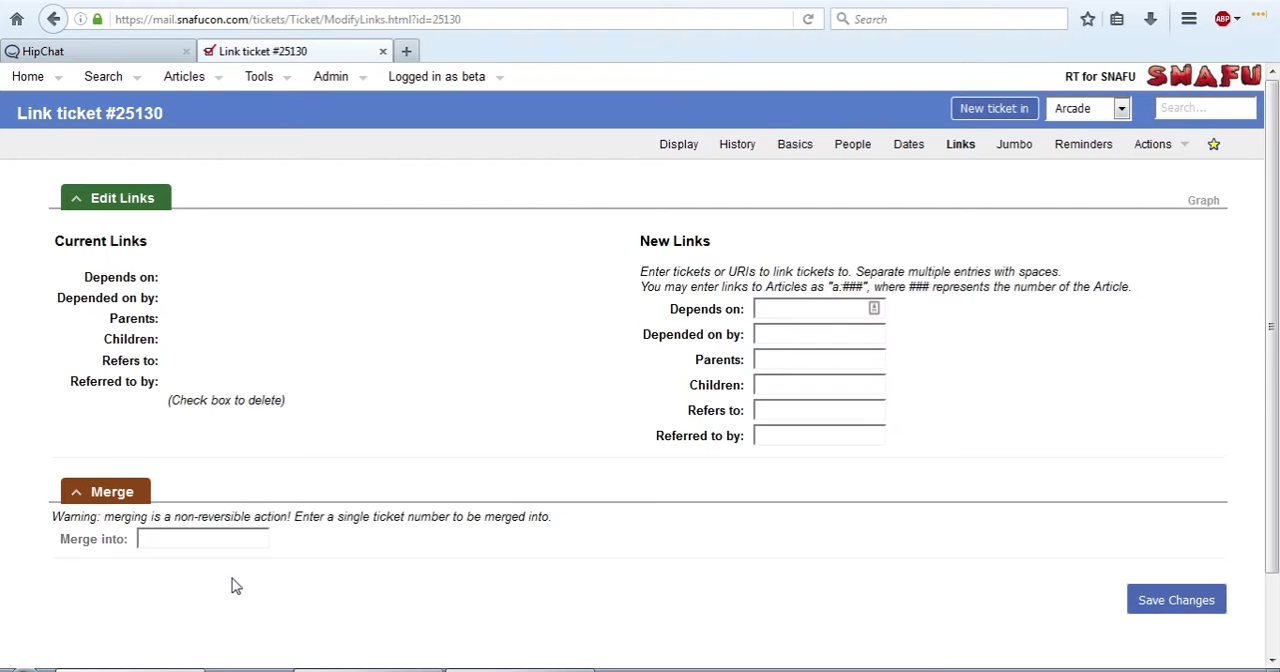 https://mail.snafucon.com/tickets/Ticket/ModifyLinks.html?id=25130
Search
ABP
HipChat
Link ticket #25130
Home
Search
Articles
Tools
Admin
Logged in as beta
RT for SNAFU
SNAFU
Link ticket #25130
New ticket in
Arcade
Search...
Display
History
Basics
People
Dates
Links
Jumbo
Reminders
Actions
Edit Links
Graph
Current Links
Depends on:
Depended on by:
Parents:
Children:
Refers to:
Referred to by:
(Check box to delete)
New Links
Enter tickets or URIs to link tickets to. Separate multiple entries with spaces.
You may enter links to Articles as "a:###", where ### represents the number of the Article.
Depends on:
Depended on by:
Parents:
Children:
Refers to:
Referred to by:
Merge
Warning: merging is a non-reversible action! Enter a single ticket number to be merged into.
Merge into:
Save Changes